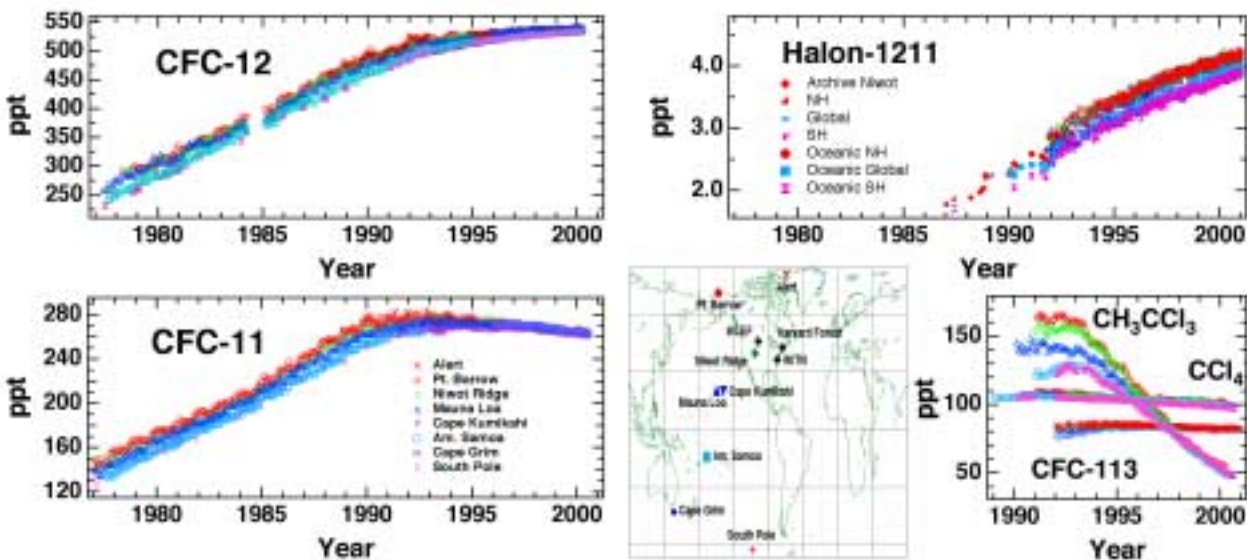 CFC-12
ppt
550
500
450
400
350
300
250
1980
1985
1990
1995
2000
Year
Halon-1211
Archive Niwot
NH
Global
SH
Oceanic NH
Oceanic Global
Oceanic SH
ppt
4.0
3.0
2.0
1980
1985
1990
1995
2000
Year
CFC-11
ppt
280
240
200
160
120
Alert
Pt. Barrow
Niwot Ridge
Mauna Loa
Cape Kumikahi
Am. Samoa
Cape Grim
South Pole
1980
1985
1990
1995
2000
Year
Alert
Pt. Barrow
Harvard Forest
Niwot Ridge
Cape Kumikahi
Mauna Loa
Am. Samoa
Cape Grim
South Pole
CH₃CCl₃
CCl₄
CFC-113
ppt
150
100
50
1990
1995
2000
Year